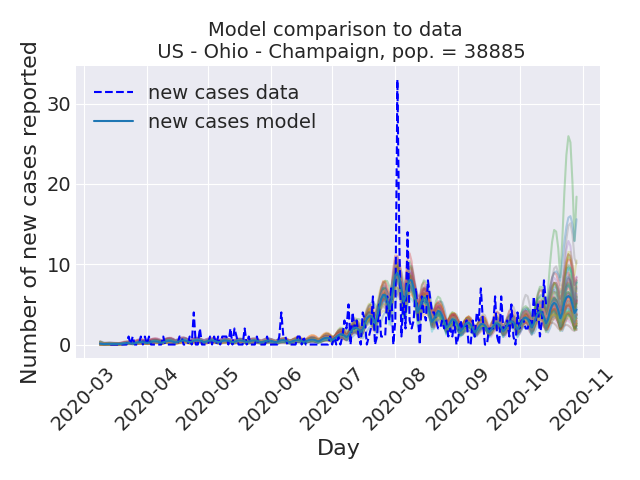 Model comparison to data
US - Ohio - Champaign, pop. = 38885
Number of new cases reported
30
20
10
0
new cases data
new cases model
2020-03
2020-04
2020-05
2020-06
2020-07
2020-08
2020-09
2020-10
2020-11
Day